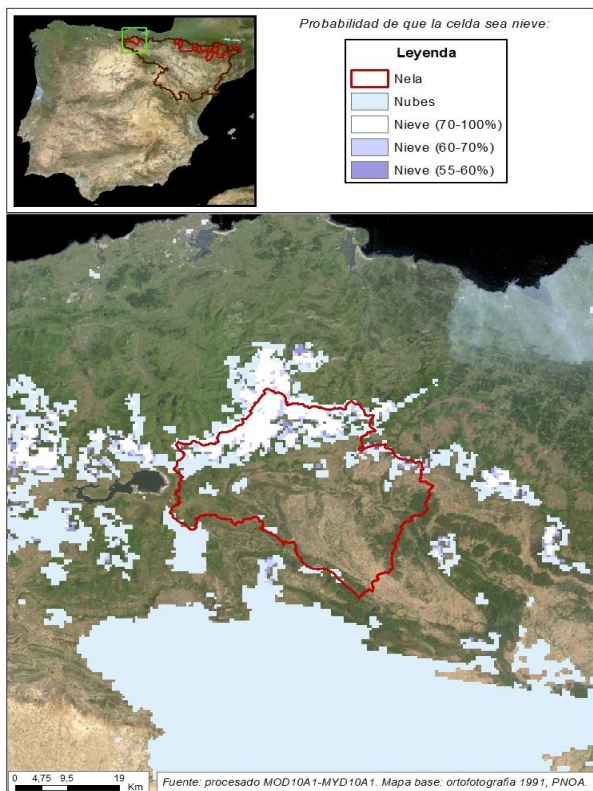 Probabilidad de que la celda sea nieve:
Leyenda
Nela
Nubes
Nieve (70-100%)
Nieve (60-70%)
Nieve (55-60%)
0 4,75 9,5 19
Km
Fuente: procesado MOD10A1-MYD10A1. Mapa base: ortofotografía 1991, PNOA.